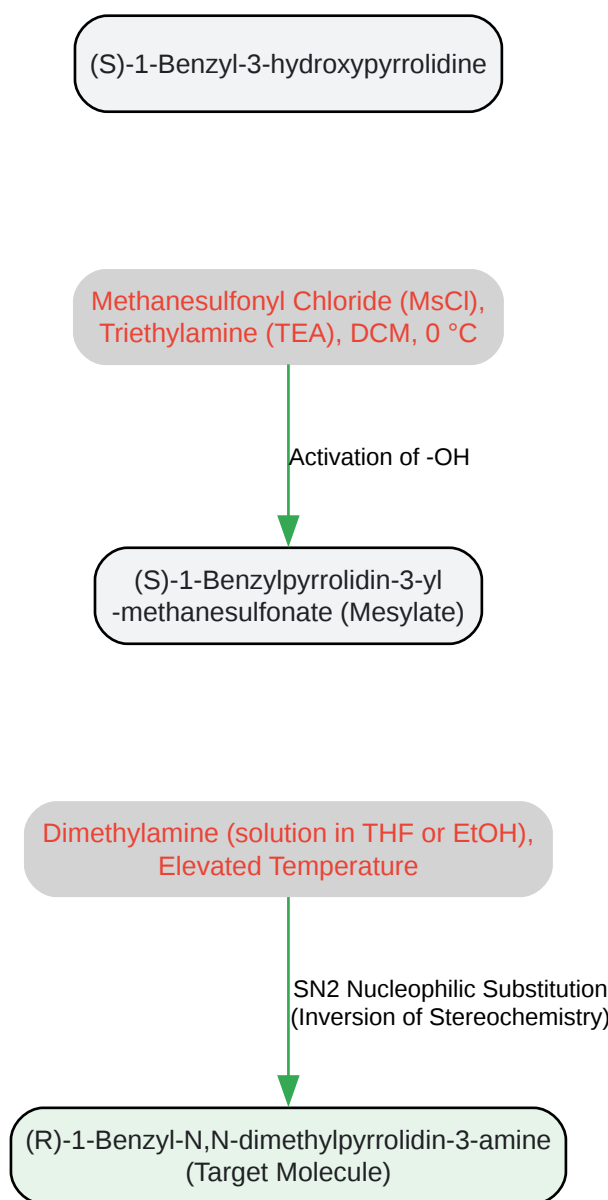 (S)-1-Benzyl-3-hydroxypyrrolidine
Methanesulfonyl Chloride (MsCl),
Triethylamine (TEA), DCM, 0 °C
Activation of -OH
(S)-1-Benzylpyrrolidin-3-yl
-methanesulfonate (Mesylate)
Dimethylamine (solution in THF or EtOH),
Elevated Temperature
SN2 Nucleophilic Substitution
(Inversion of Stereochemistry)
(R)-1-Benzyl-N,N-dimethylpyrrolidin-3-amine
(Target Molecule)